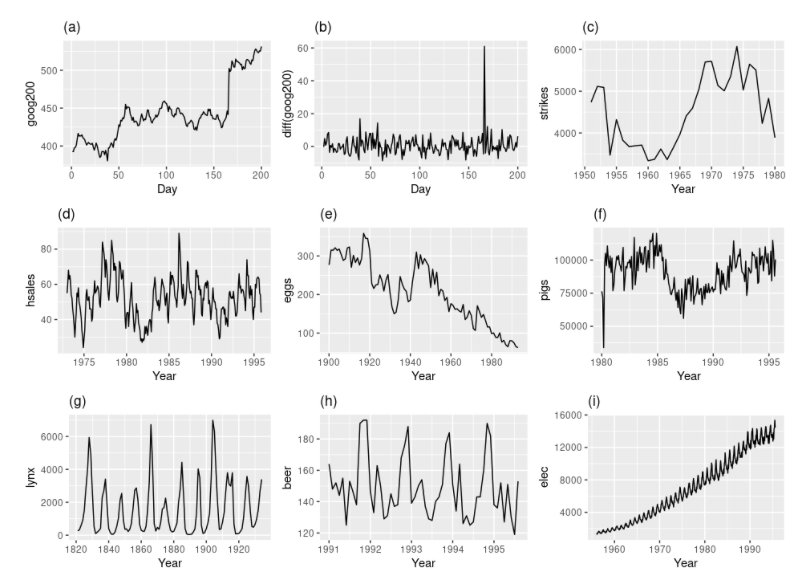 (a)
goog200
500
450
400
0
50
100
150
200
Day
(b)
diff(goog200)
60
40
20
0
0
50
100
150
200
Day
(c)
strikes
6000
5000
4000
1950
1955
1960
1965
1970
1975
1980
Year
(d)
hsales
80
60
40
1975
1980
1985
1990
1995
Year
(e)
eggs
300
200
100
1900
1920
1940
1960
1980
Year
(f)
pigs
100000
75000
50000
1980
1985
1990
1995
Year
(g)
lynx
6000
4000
2000
0
1820
1840
1860
1880
1900
1920
Year
(h)
beer
180
160
140
120
1991
1992
1993
1994
1995
Year
(i)
elec
16000
12000
8000
4000
1960
1970
1980
1990
Year